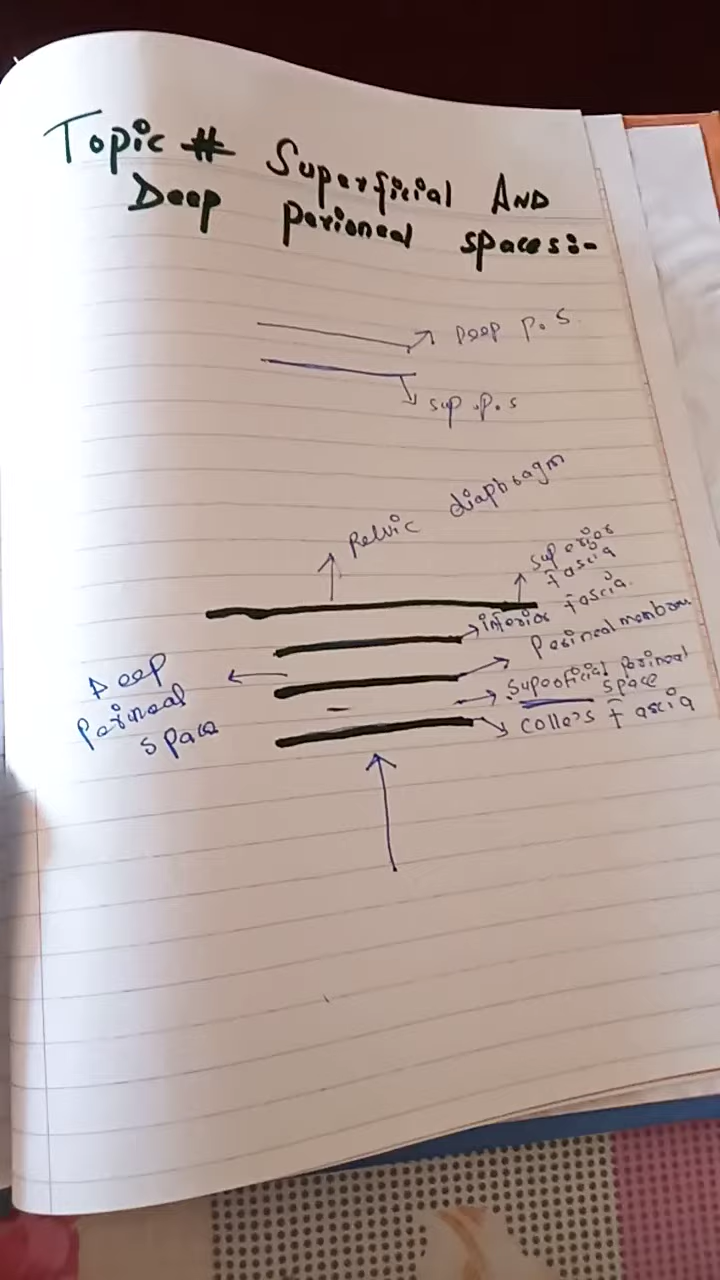 Topic # Superficial AND
Deep perioneal spaces:-
Deep p.s.
sup .p.s
Pelvic diaphragm
superior
fascia
inferior fascia.
Perineal membrane
Deep
Perineal
space
superficial perineal
space
colles fascia